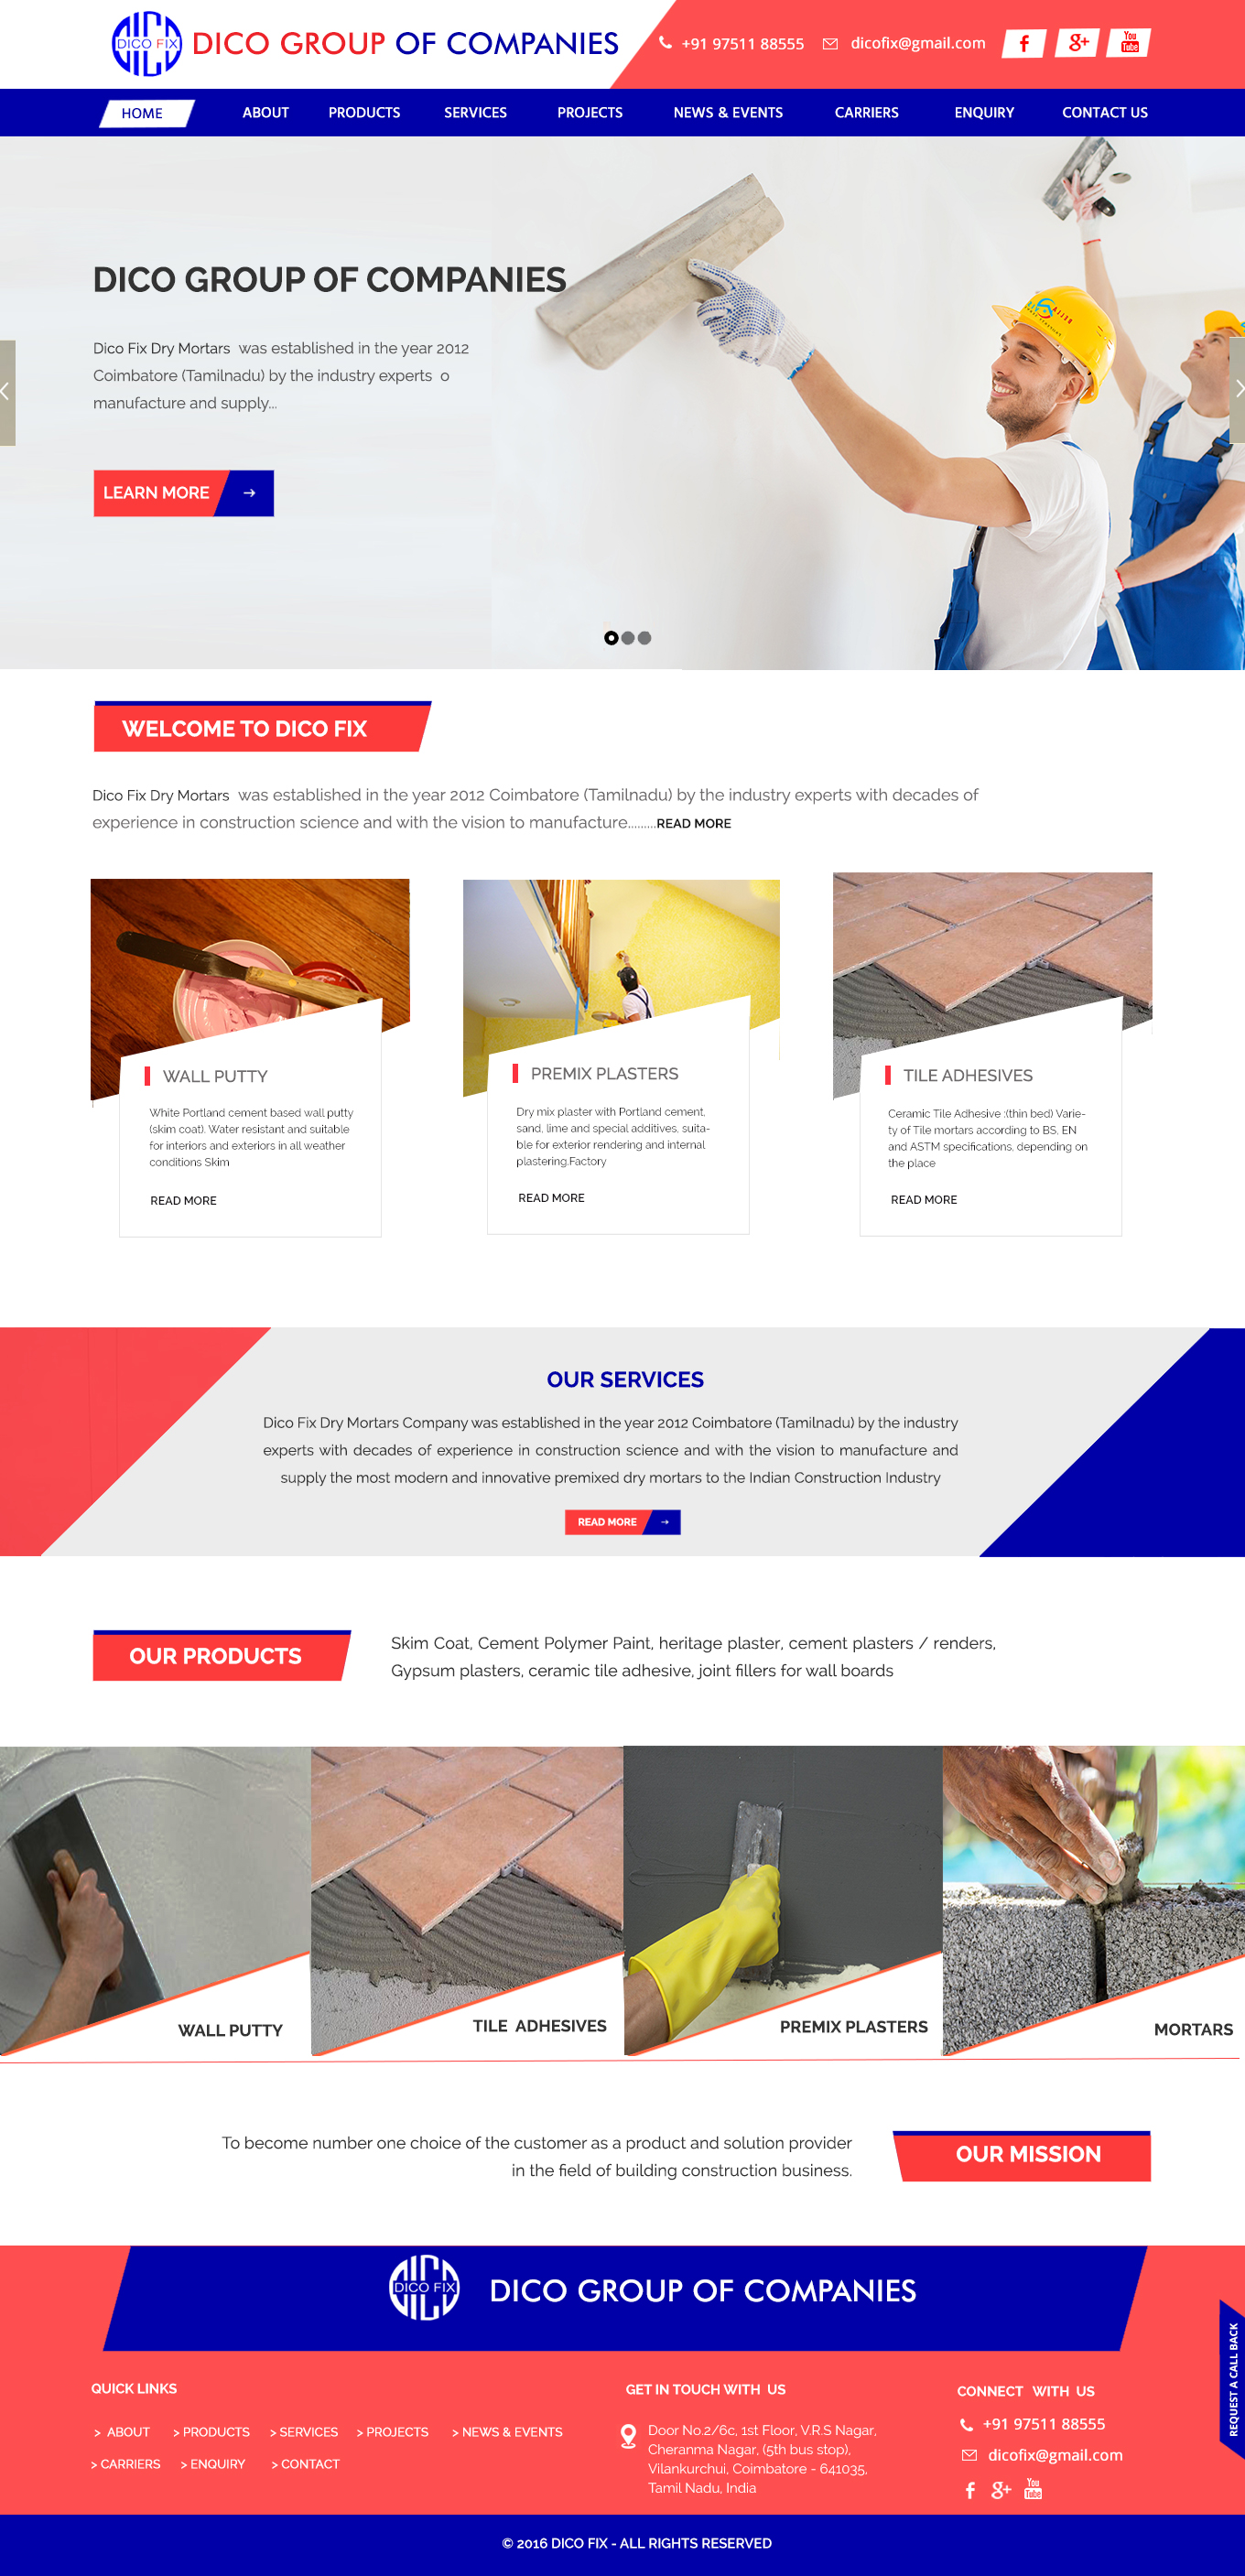 DICO FIX
DICO GROUP OF COMPANIES
+91 97511 88555
dicofix@gmail.com
f
g+
You Tube
HOME
ABOUT
PRODUCTS
SERVICES
PROJECTS
NEWS & EVENTS
CARRIERS
ENQUIRY
CONTACT US
DICO GROUP OF COMPANIES
Dico Fix Dry Mortars was established in the year 2012
Coimbatore (Tamilnadu) by the industry experts o
manufacture and supply...
LEARN MORE
WELCOME TO DICO FIX
Dico Fix Dry Mortars was established in the year 2012 Coimbatore (Tamilnadu) by the industry experts with decades of
experience in construction science and with the vision to manufacture.........READ MORE
WALL PUTTY
White Portland cement based wall putty
(skim coat). Water resistant and suitable
for interiors and exteriors in all weather
conditions Skim
READ MORE
PREMIX PLASTERS
Dry mix plaster with Portland cement,
sand, lime and special additives, suita-
ble for exterior rendering and internal
plastering.Factory
READ MORE
TILE ADHESIVES
Ceramic Tile Adhesive :(thin bed) Varie-
ty of Tile mortars according to BS, EN
and ASTM specifications, depending on
the place
READ MORE
OUR SERVICES
Dico Fix Dry Mortars Company was established in the year 2012 Coimbatore (Tamilnadu) by the industry
experts with decades of experience in construction science and with the vision to manufacture and
supply the most modern and innovative premixed dry mortars to the Indian Construction Industry
READ MORE
OUR PRODUCTS
Skim Coat, Cement Polymer Paint, heritage plaster, cement plasters / renders,
Gypsum plasters, ceramic tile adhesive, joint fillers for wall boards
WALL PUTTY
TILE ADHESIVES
PREMIX PLASTERS
MORTARS
To become number one choice of the customer as a product and solution provider
in the field of building construction business.
OUR MISSION
DICO FIX
DICO GROUP OF COMPANIES
REQUEST A CALL BACK
QUICK LINKS
> ABOUT
> PRODUCTS
> SERVICES
> PROJECTS
> NEWS & EVENTS
> CARRIERS
> ENQUIRY
> CONTACT
GET IN TOUCH WITH US
Door No.2/6c, 1st Floor, V.R.S Nagar,
Cheranma Nagar, (5th bus stop),
Vilankurchui, Coimbatore - 641035,
Tamil Nadu, India
CONNECT WITH US
+91 97511 88555
dicofix@gmail.com
f
g+
You Tube
© 2016 DICO FIX - ALL RIGHTS RESERVED